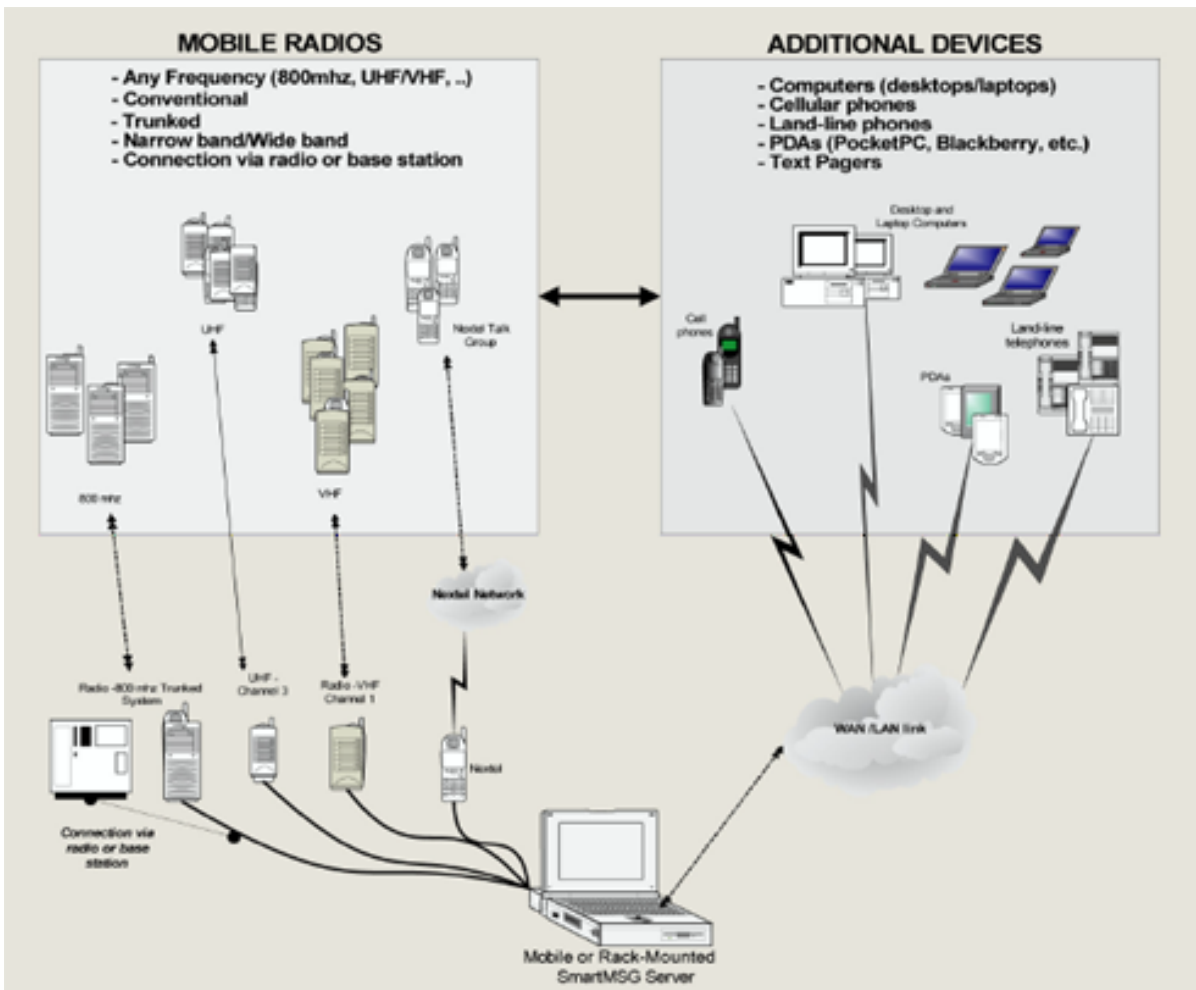 MOBILE RADIOS
- Any Frequency (800mhz, UHF/VHF, ..)
- Conventional
- Trunked
- Narrow band/Wide band
- Connection via radio or base station
ADDITIONAL DEVICES
- Computers (desktops/laptops)
- Cellular phones
- Land-line phones
- PDAs (PocketPC, Blackberry, etc.)
- Text Pagers
UHF
Nextel Talk
Group
800 mhz
VHF
Desktop and
Laptop Computers
Cell
phones
Land-line
telephones
PDAs
Nextel Network
Radio -800 mhz Trunked
System
UHF -
Channel 3
Radio -VHF
Channel 1
Nextel
WAN /LAN link
Connection via
radio or base
station
Mobile or Rack-Mounted
SmartMSG Server